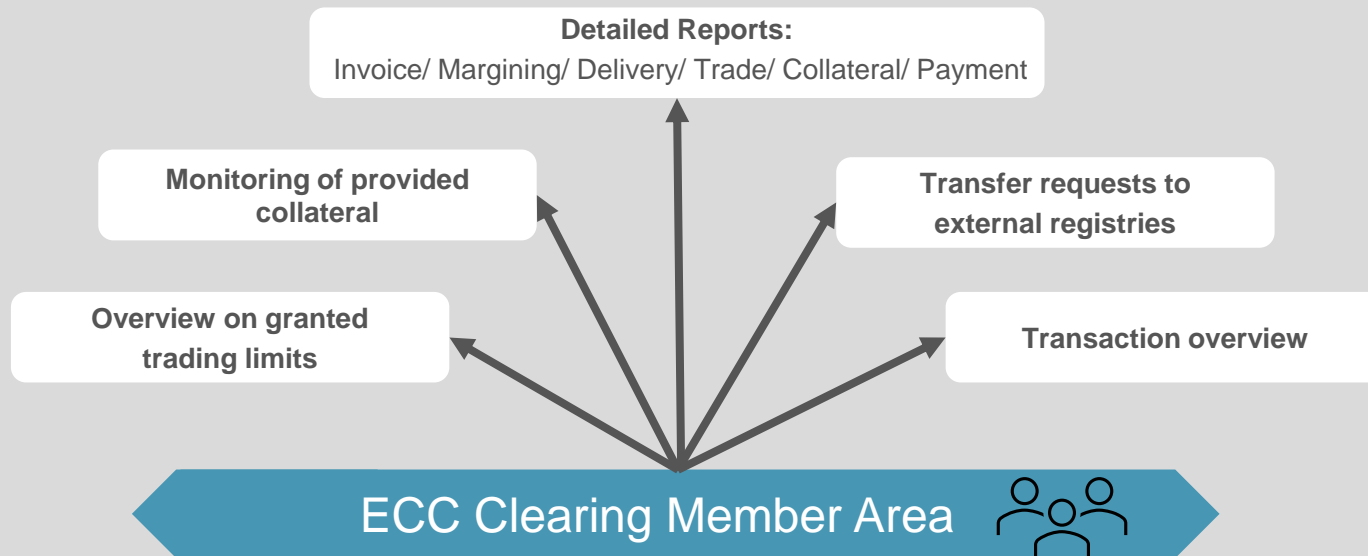 Detailed Reports:
Invoice/ Margining/ Delivery/ Trade/ Collateral/ Payment
Monitoring of provided
collateral
Transfer requests to
external registries
Overview on granted
trading limits
Transaction overview
ECC Clearing Member Area